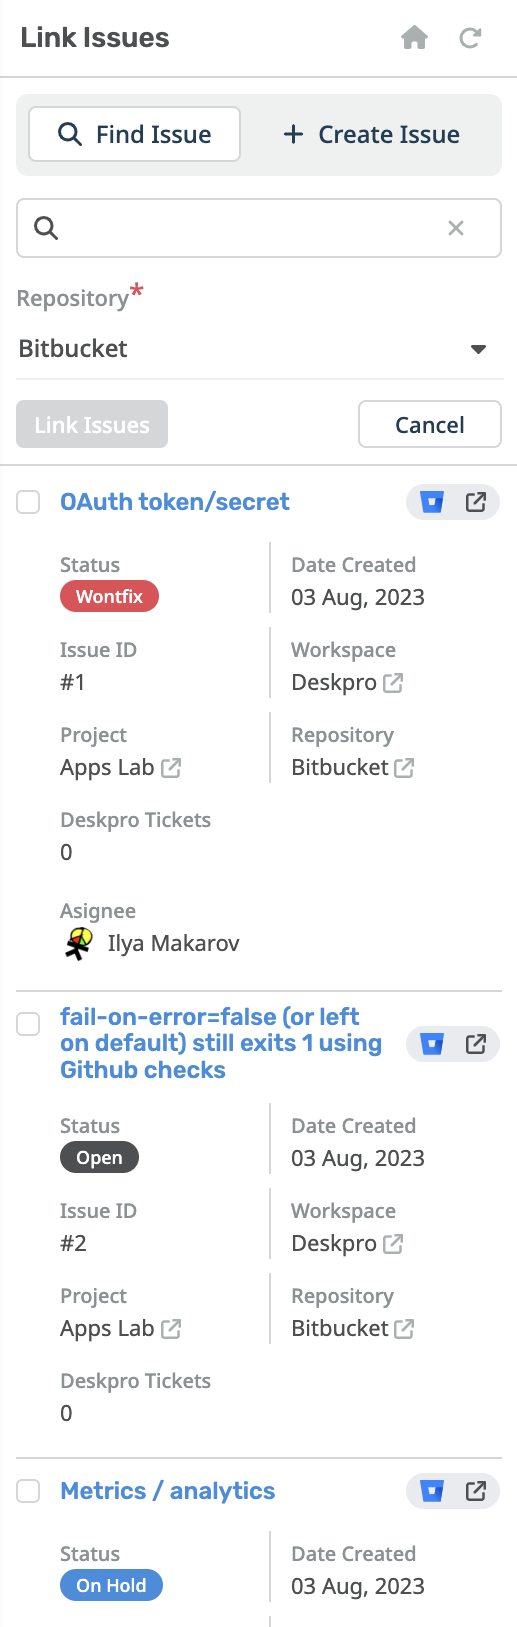 Link Issues
Find Issue
Create Issue
Repository*
Bitbucket
Link Issues
Cancel
OAuth token/secret
Status
Date Created
Wontfix
03 Aug, 2023
Issue ID
Workspace
#1
Deskpro
Project
Repository
Apps Lab
Bitbucket
Deskpro Tickets
0
Asignee
Ilya Makarov
fail-on-error=false (or left
on default) still exits 1 using
Github checks
Status
Date Created
Open
03 Aug, 2023
Issue ID
Workspace
#2
Deskpro
Project
Repository
Apps Lab
Bitbucket
Deskpro Tickets
0
Metrics / analytics
Status
Date Created
On Hold
03 Aug, 2023